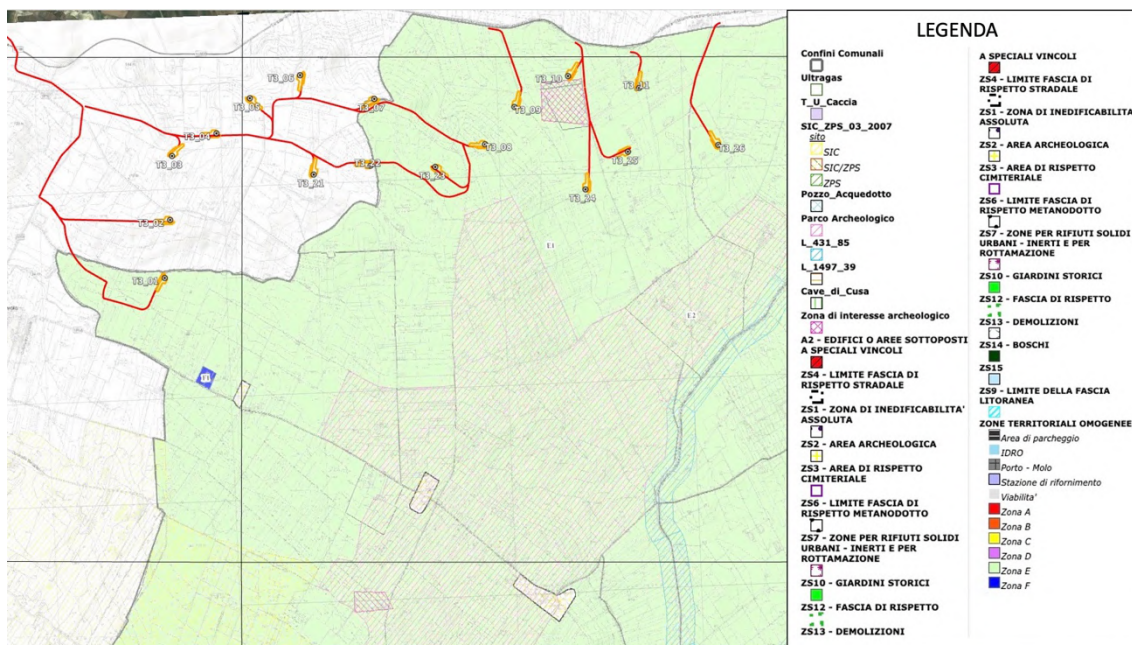 T3_06
T3_05
T3_07
T3_04
T3_03
T3_21
T3_22
T3_23
T3_08
T3_02
T3_10
T3_09
T3_25
T3_24
T3_26
E1
E2
LEGENDA
Confini Comunali
Ultragas
T_U_Caccia
SIC_ZPS_03_2007
sito
SIC
SIC/ZPS
ZPS
Pozzo_Acquedotto
Parco Archeologico
L_431_85
L_1497_39
Cave_di_Cusa
Zona di interesse archeologico
A2 - EDIFICI O AREE SOTTOPOSTI
A SPECIALI VINCOLI
ZS4 - LIMITE FASCIA DI
RISPETTO STRADALE
ZS1 - ZONA DI INEDIFICABILITA'
ASSOLUTA
ZS2 - AREA ARCHEOLOGICA
ZS3 - AREA DI RISPETTO
CIMITERIALE
ZS6 - LIMITE FASCIA DI
RISPETTO METANODOTTO
ZS7 - ZONE PER RIFIUTI SOLIDI
URBANI - INERTI E PER
ROTTAMAZIONE
ZS10 - GIARDINI STORICI
ZS12 - FASCIA DI RISPETTO
ZS13 - DEMOLIZIONI
A SPECIALI VINCOLI
ZS4 - LIMITE FASCIA DI
RISPETTO STRADALE
ZS1 - ZONA DI INEDIFICABILITA
ASSOLUTA
ZS2 - AREA ARCHEOLOGICA
ZS3 - AREA DI RISPETTO
CIMITERIALE
ZS6 - LIMITE FASCIA DI
RISPETTO METANODOTTO
ZS7 - ZONE PER RIFIUTI SOLIDI
URBANI - INERTI E PER
ROTTAMAZIONE
ZS10 - GIARDINI STORICI
ZS12 - FASCIA DI RISPETTO
ZS13 - DEMOLIZIONI
ZS14 - BOSCHI
ZS15
ZS9 - LIMITE DELLA FASCIA
LITORANEA
ZONE TERRITORIALI OMOGENEE
Area di parcheggio
IDRO
Porto - Molo
Stazione di rifornimento
Viabilita'
Zona A
Zona B
Zona C
Zona D
Zona E
Zona F